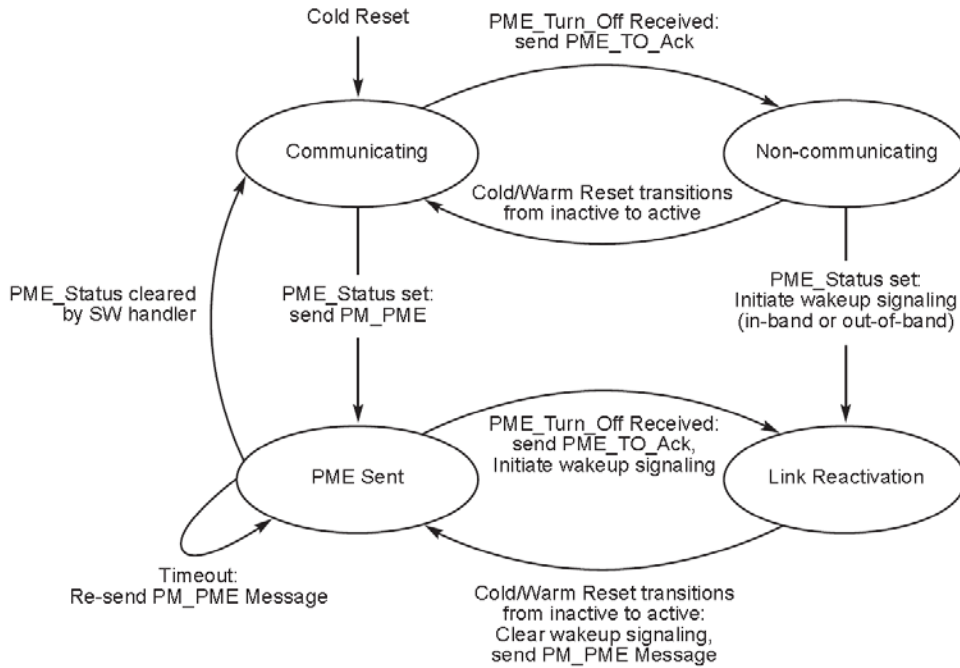 Cold Reset
PME_Turn_Off Received:
send PME_TO_Ack
Communicating
Non-communicating
Cold/Warm Reset transitions
from inactive to active
PME_Status cleared
by SW handler
PME_Status set:
send PM_PME
PME_Status set:
Initiate wakeup signaling
(in-band or out-of-band)
PME_Turn_Off Received:
send PME_TO_Ack,
Initiate wakeup signaling
PME Sent
Link Reactivation
Timeout:
Re-send PM_PME Message
Cold/Warm Reset transitions
from inactive to active:
Clear wakeup signaling,
send PM_PME Message